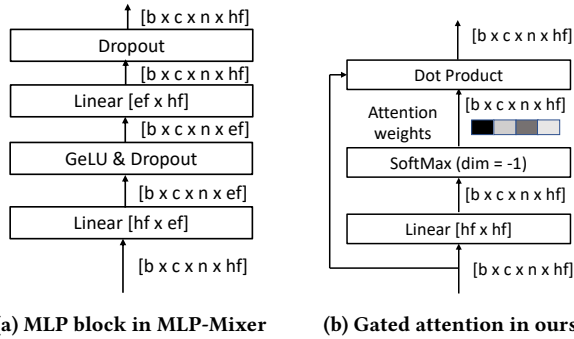 [b x c x n x hf]
Dropout
[b x c x n x hf]
Linear [ef x hf]
[b x c x n x ef]
GeLU & Dropout
[b x c x n x ef]
Linear [hf x ef]
[b x c x n x hf]
(a) MLP block in MLP-Mixer
[b x c x n x hf]
Dot Product
Attention
weights
[b x c x n x hf]
SoftMax (dim = -1)
[b x c x n x hf]
Linear [hf x hf]
[b x c x n x hf]
(b) Gated attention in ours